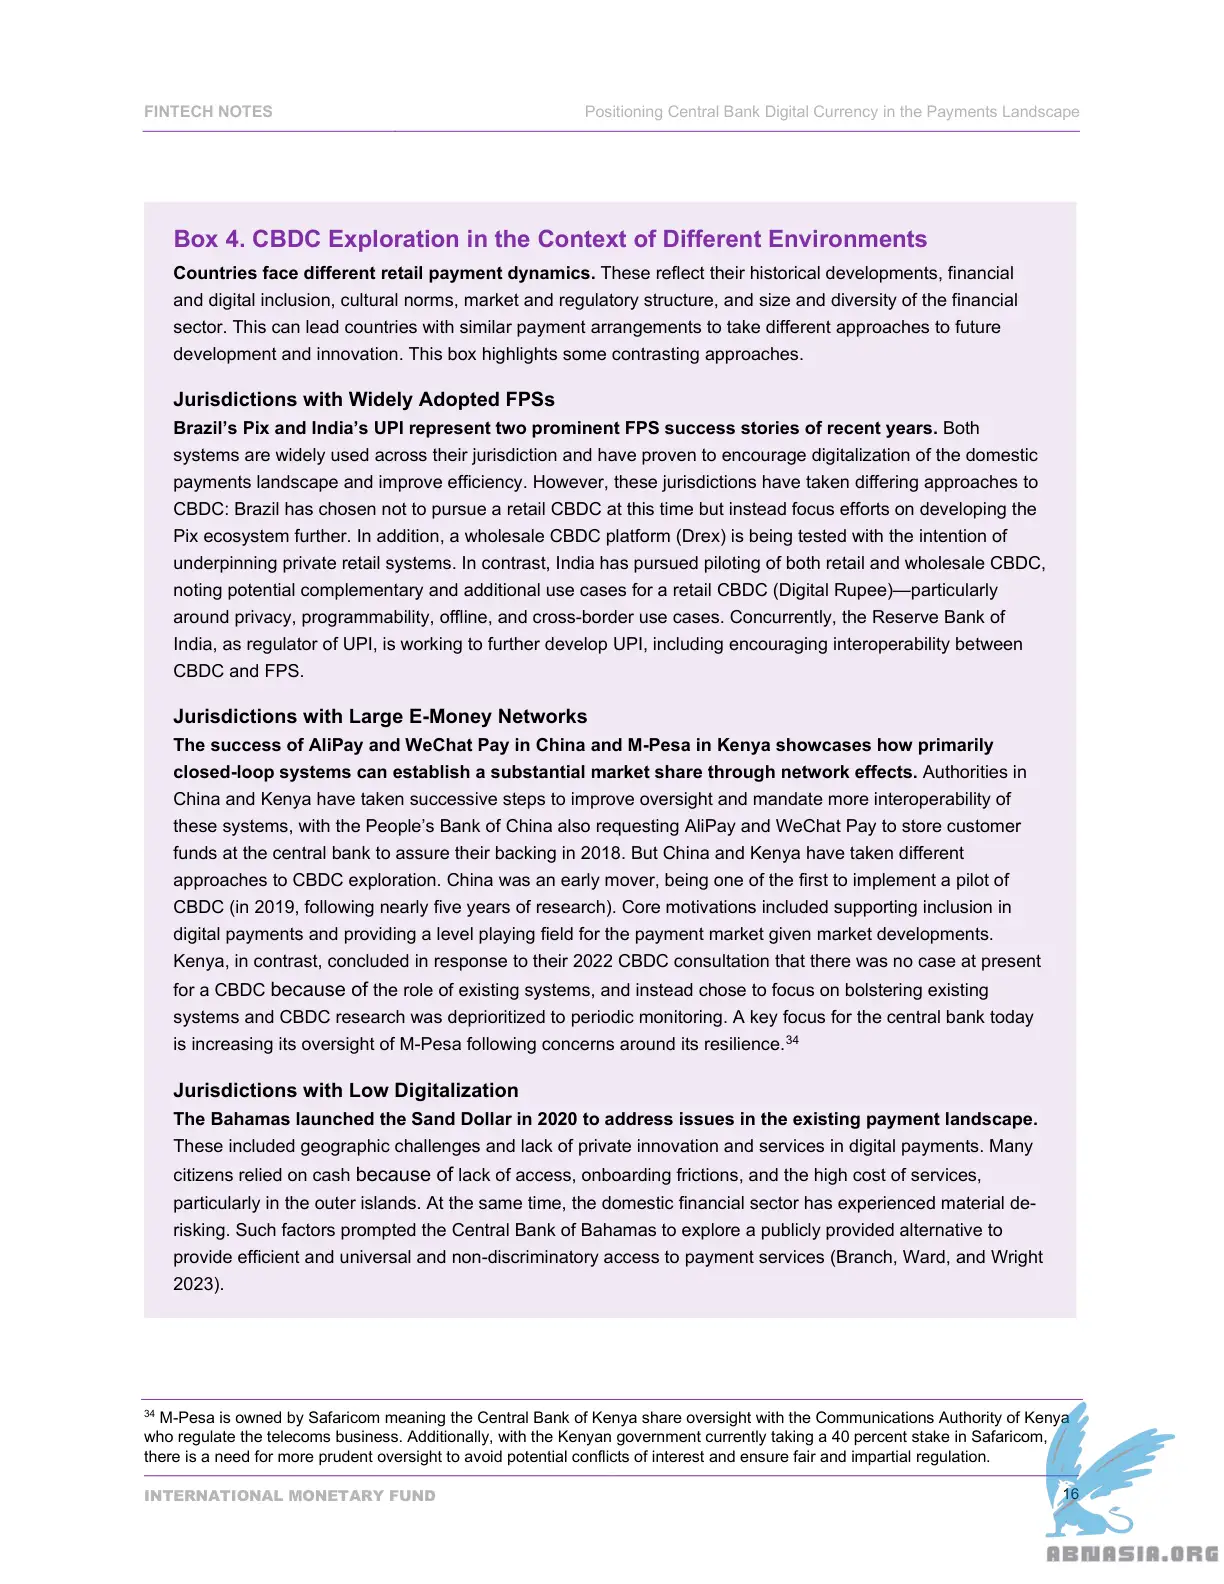 FINTECH NOTES
Positioning Central Bank Digital Currency in the Payments Landscape
Box 4. CBDC Exploration in the Context of Different Environments
Countries face different retail payment dynamics. These reflect their historical developments, financial
and digital inclusion, cultural norms, market and regulatory structure, and size and diversity of the financial
sector. This can lead countries with similar payment arrangements to take different approaches to future
development and innovation. This box highlights some contrasting approaches.
Jurisdictions with Widely Adopted FPSs
Brazil’s Pix and India’s UPI represent two prominent FPS success stories of recent years. Both
systems are widely used across their jurisdiction and have proven to encourage digitalization of the domestic
payments landscape and improve efficiency. However, these jurisdictions have taken differing approaches to
CBDC: Brazil has chosen not to pursue a retail CBDC at this time but instead focus efforts on developing the
Pix ecosystem further. In addition, a wholesale CBDC platform (Drex) is being tested with the intention of
underpinning private retail systems. In contrast, India has pursued piloting of both retail and wholesale CBDC,
noting potential complementary and additional use cases for a retail CBDC (Digital Rupee)—particularly
around privacy, programmability, offline, and cross-border use cases. Concurrently, the Reserve Bank of
India, as regulator of UPI, is working to further develop UPI, including encouraging interoperability between
CBDC and FPS.
Jurisdictions with Large E-Money Networks
The success of AliPay and WeChat Pay in China and M-Pesa in Kenya showcases how primarily
closed-loop systems can establish a substantial market share through network effects. Authorities in
China and Kenya have taken successive steps to improve oversight and mandate more interoperability of
these systems, with the People’s Bank of China also requesting AliPay and WeChat Pay to store customer
funds at the central bank to assure their backing in 2018. But China and Kenya have taken different
approaches to CBDC exploration. China was an early mover, being one of the first to implement a pilot of
CBDC (in 2019, following nearly five years of research). Core motivations included supporting inclusion in
digital payments and providing a level playing field for the payment market given market developments.
Kenya, in contrast, concluded in response to their 2022 CBDC consultation that there was no case at present
for a CBDC because of the role of existing systems, and instead chose to focus on bolstering existing
systems and CBDC research was deprioritized to periodic monitoring. A key focus for the central bank today
is increasing its oversight of M-Pesa following concerns around its resilience.34
Jurisdictions with Low Digitalization
The Bahamas launched the Sand Dollar in 2020 to address issues in the existing payment landscape.
These included geographic challenges and lack of private innovation and services in digital payments. Many
citizens relied on cash because of lack of access, onboarding frictions, and the high cost of services,
particularly in the outer islands. At the same time, the domestic financial sector has experienced material de-
risking. Such factors prompted the Central Bank of Bahamas to explore a publicly provided alternative to
provide efficient and universal and non-discriminatory access to payment services (Branch, Ward, and Wright
2023).
34 M-Pesa is owned by Safaricom meaning the Central Bank of Kenya share oversight with the Communications Authority of Kenya
who regulate the telecoms business. Additionally, with the Kenyan government currently taking a 40 percent stake in Safaricom,
there is a need for more prudent oversight to avoid potential conflicts of interest and ensure fair and impartial regulation.
INTERNATIONAL MONETARY FUND
16
ABNASIA.ORG